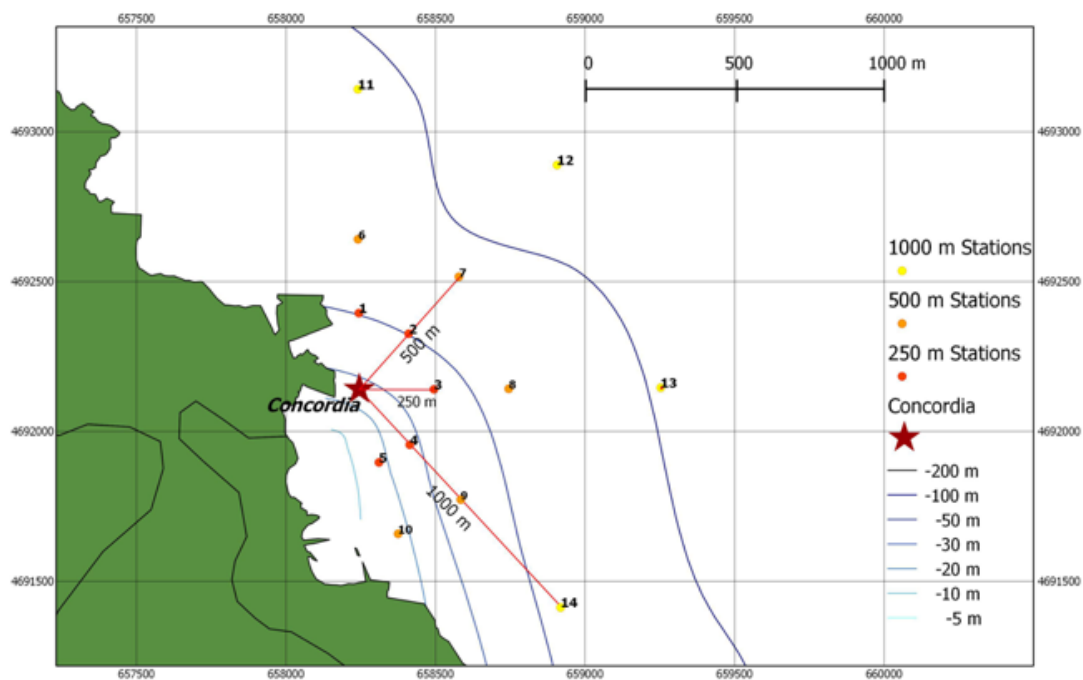 657500 658000 658500 659000 659500 660000
0 500 1000 m
11
4693000 4693000
12
6
1000 m Stations
7
4692500 4692500
500 m Stations
1
2
500 m
250 m Stations
3 8 13
250 m
Concordia
Concordia
4692000 4692000
4
5
-200 m
1000 m
9
-100 m
10
-50 m
-30 m
-20 m
4691500 4691500
14
-10 m
-5 m
657500 658000 658500 659000 659500 660000